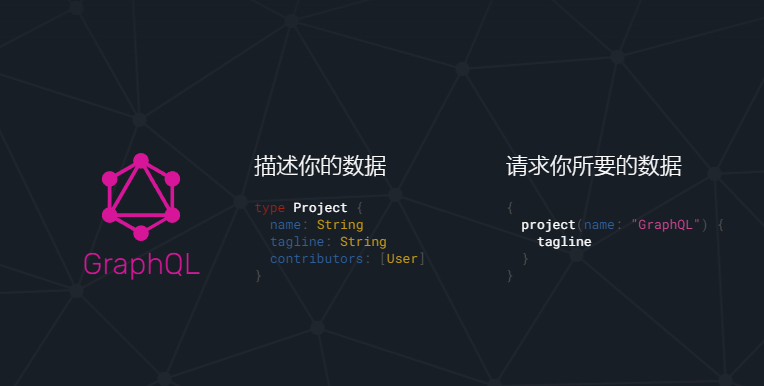 GraphQL
描述你的数据
type Project {
  name: String
  tagline: String
  contributors: [User]
}
请求你所要的数据
{
  project(name: "GraphQL") {
    tagline
  }
}